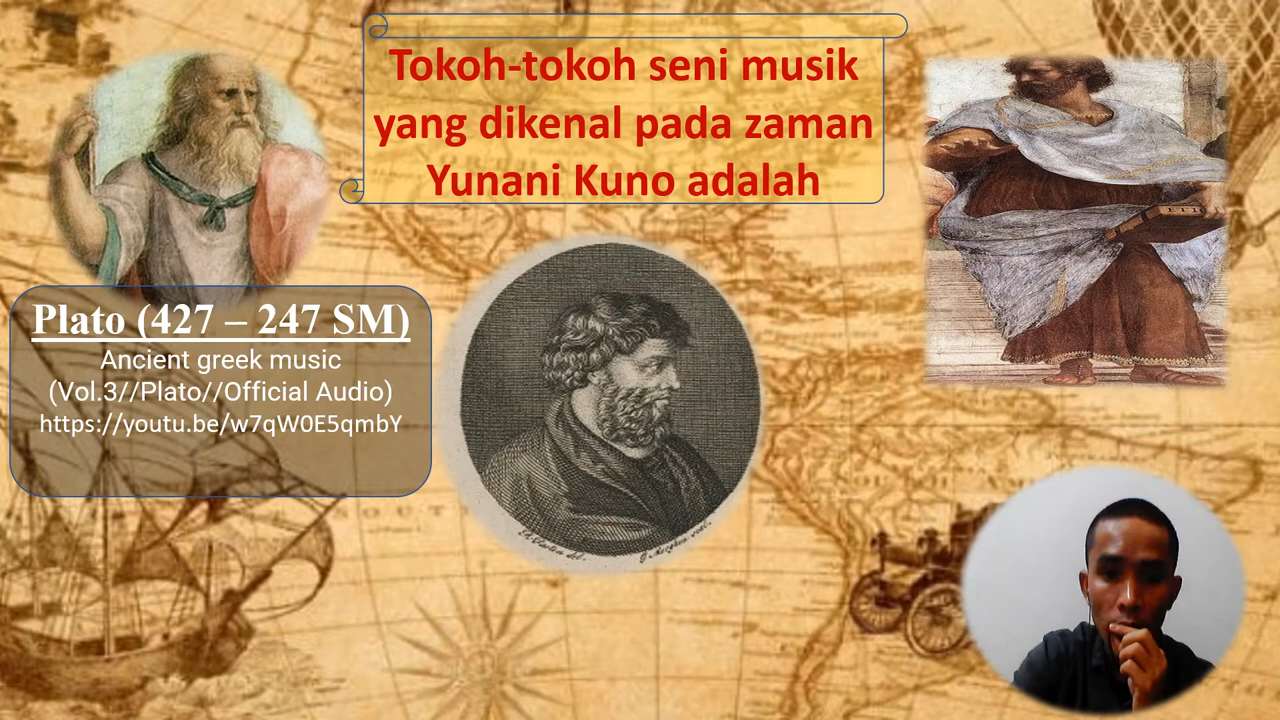 Tokoh-tokoh seni musik
yang dikenal pada zaman
Yunani Kuno adalah
Plato (427 – 247 SM)
Ancient greek music
(Vol.3//Plato//Official Audio)
https://youtu.be/w7qW0E5qmbY